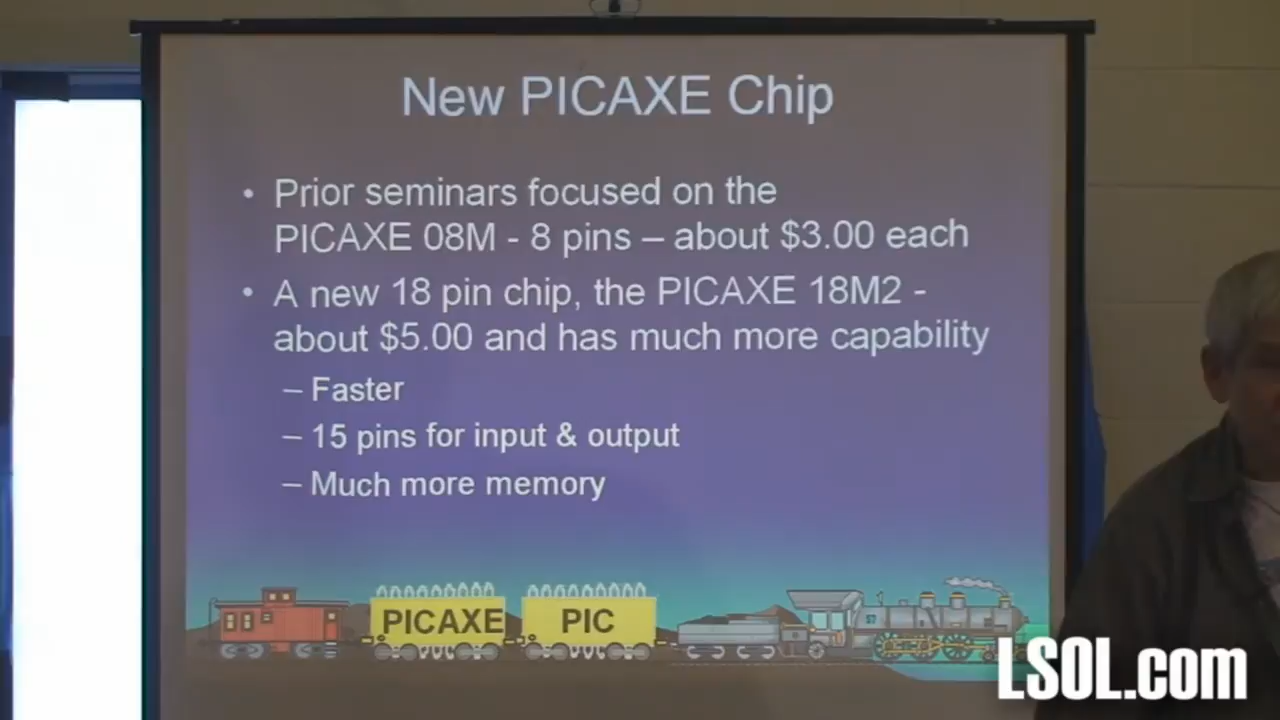 New PICAXE Chip
• Prior seminars focused on the
PICAXE 08M - 8 pins – about $3.00 each
• A new 18 pin chip, the PICAXE 18M2 -
about $5.00 and has much more capability
– Faster
– 15 pins for input & output
– Much more memory
PICAXE PIC
LSOL.com